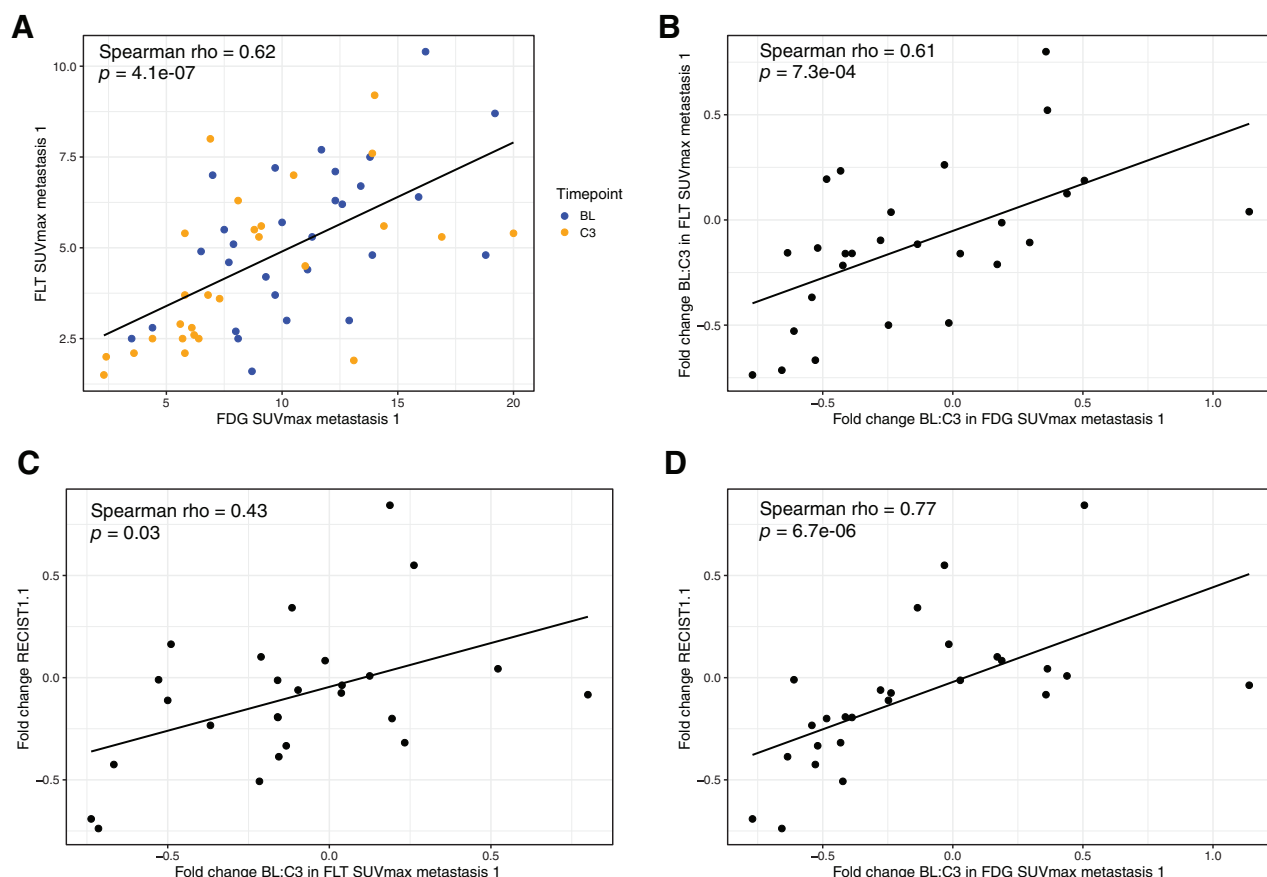 A
Spearman rho = 0.62
p = 4.1e-07
10.0
7.5
5.0
2.5
FLT SUVmax metastasis 1
5
10
15
20
FDG SUVmax metastasis 1
Timepoint
BL
C3
B
Spearman rho = 0.61
p = 7.3e-04
0.5
0.0
−0.5
Fold change BL:C3 in FLT SUVmax metastasis 1
−0.5
0.0
0.5
1.0
Fold change BL:C3 in FDG SUVmax metastasis 1
C
Spearman rho = 0.43
p = 0.03
0.5
0.0
−0.5
Fold change RECIST1.1
−0.5
0.0
0.5
Fold change BL:C3 in FLT SUVmax metastasis 1
D
Spearman rho = 0.77
p = 6.7e-06
0.5
0.0
−0.5
Fold change RECIST1.1
−0.5
0.0
0.5
1.0
Fold change BL:C3 in FDG SUVmax metastasis 1